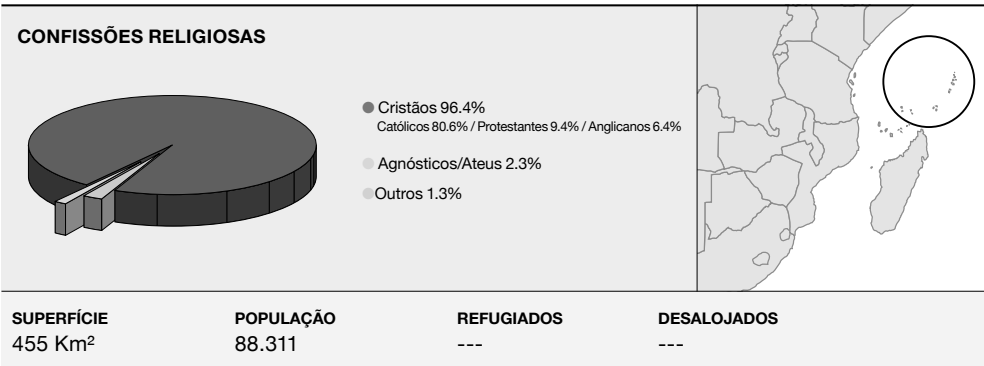 CONFISSÕES RELIGIOSAS
Cristãos 96.4%
Católicos 80.6% / Protestantes 9.4% / Anglicanos 6.4%
Agnósticos/Ateus 2.3%
Outros 1.3%
SUPERFÍCIE
455 Km²
POPULAÇÃO
88.311
REFUGIADOS
---
DESALOJADOS
---